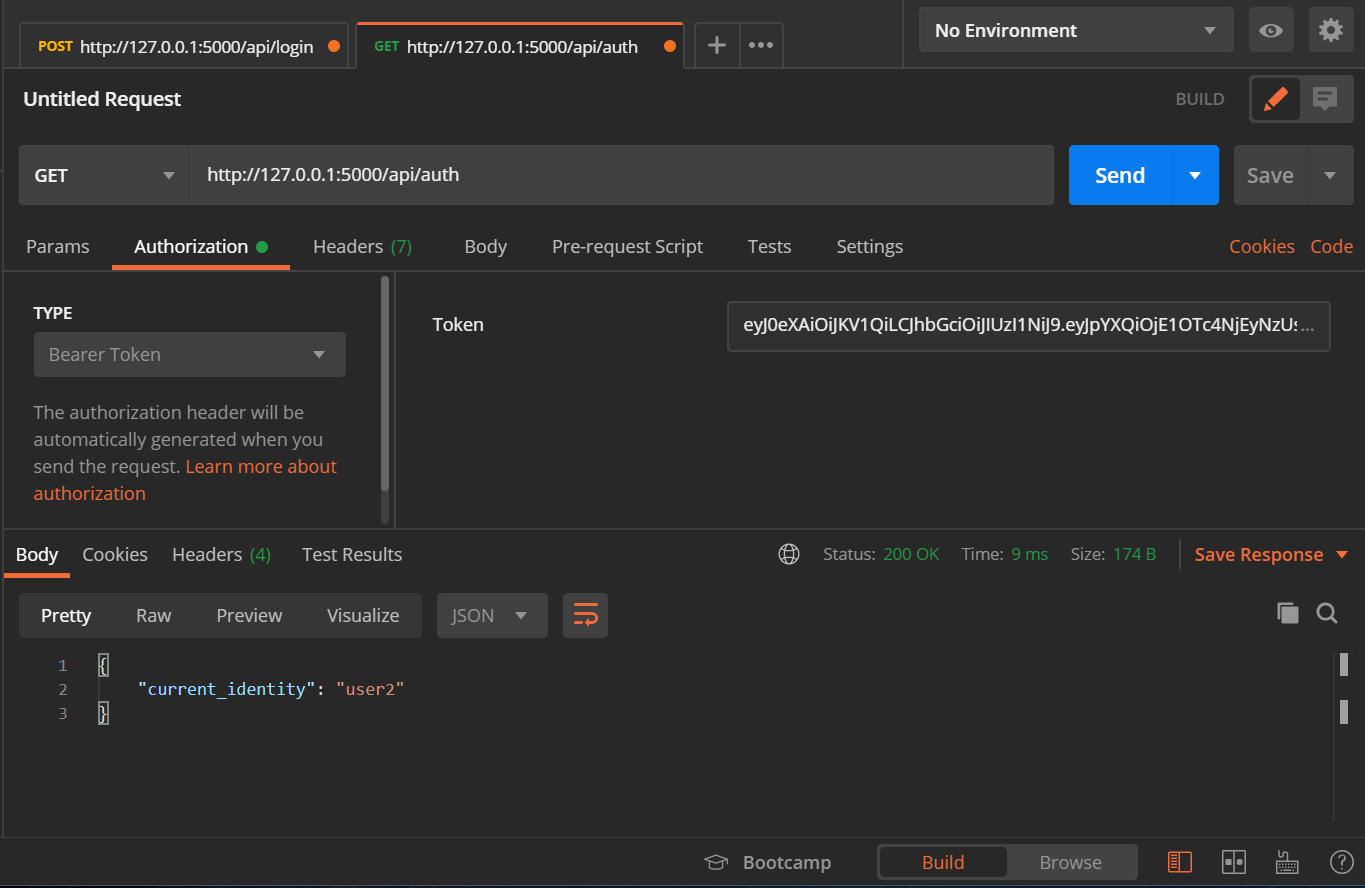 POST http://127.0.0.1:5000/api/login
GET http://127.0.0.1:5000/api/auth
No Environment
Untitled Request
BUILD
GET
http://127.0.0.1:5000/api/auth
Send
Save
Params
Authorization
Headers (7)
Body
Pre-request Script
Tests
Settings
Cookies
Code
TYPE
Bearer Token
The authorization header will be
automatically generated when you
send the request. Learn more about
authorization
Token
eyJ0eXAiOiJKV1QiLCJhbGciOiJIUzI1NiJ9.eyJpYXQiOjE1OTc4NjEyNzUs...
Body
Cookies
Headers (4)
Test Results
Status: 200 OK
Time: 9 ms
Size: 174 B
Save Response
Pretty
Raw
Preview
Visualize
JSON
1 {
2 "current_identity": "user2"
3 }
Bootcamp
Build
Browse